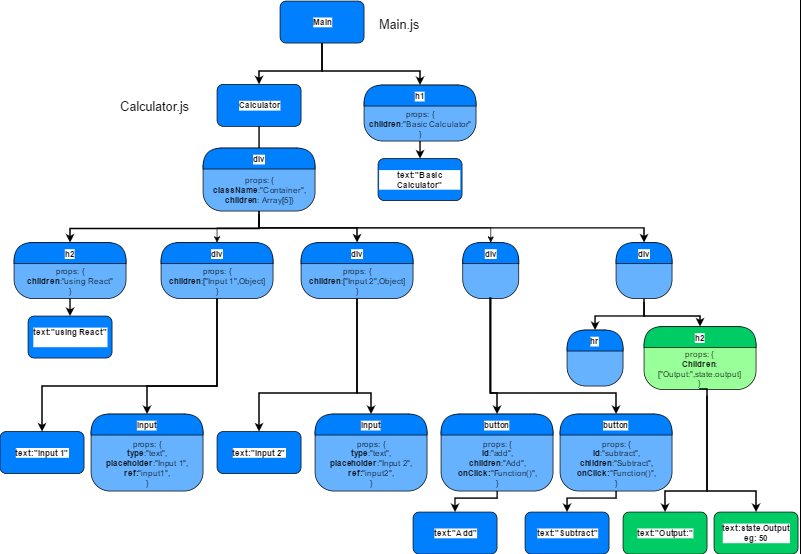 Main
Main.js
Calculator.js
Calculator
h1
props: {
children:"Basic Calculator"
}
text:"Basic
Calculator"
div
props: {
className:"Container",
children: Array[5]}
h2
props: {
children:"using React"
}
text:"using React"
div
props: {
children:["Input 1",Object]
}
div
props: {
children:["Input 2",Object]
}
div
div
hr
h2
props: {
Children:
["Output:",state.output]
}
text:"Input 1"
input
props: {
type:"text",
placeholder:"Input 1",
ref:"input1",
}
text:"Input 2"
input
props: {
type:"text",
placeholder:"Input 2",
ref:"input2",
}
button
props: {
id:"add",
children:"Add",
onClick:"Function()",
}
button
props: {
id:"subtract",
children:"Subtract",
onClick:"Function()",
}
text:"Add"
text:"Subtract"
text:"Output:"
text:state.Output
eg: 50